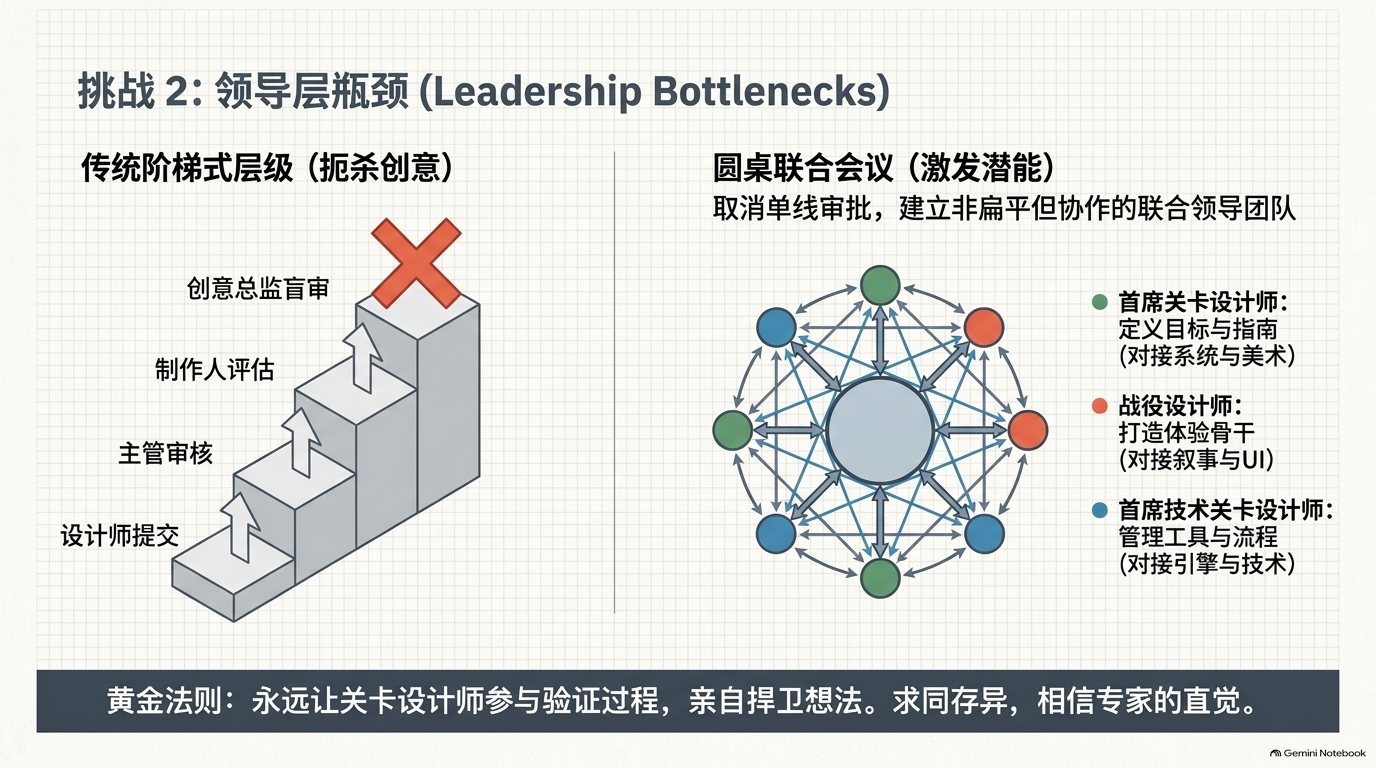 挑战 2: 领导层瓶颈 (Leadership Bottlenecks)
传统阶梯式层级（扼杀创意）
创意总监盲审
制作人评估
主管审核
设计师提交
圆桌联合会议（激发潜能）
取消单线审批，建立非扁平但协作的联合领导团队
首席关卡设计师：
定义目标与指南
(对接系统与美术)
战役设计师：
打造体验骨干
(对接叙事与UI)
首席技术关卡设计师：
管理工具与流程
(对接引擎与技术)
黄金法则：永远让关卡设计师参与验证过程，亲自捍卫想法。求同存异，相信专家的直觉。
Gemini Notebook